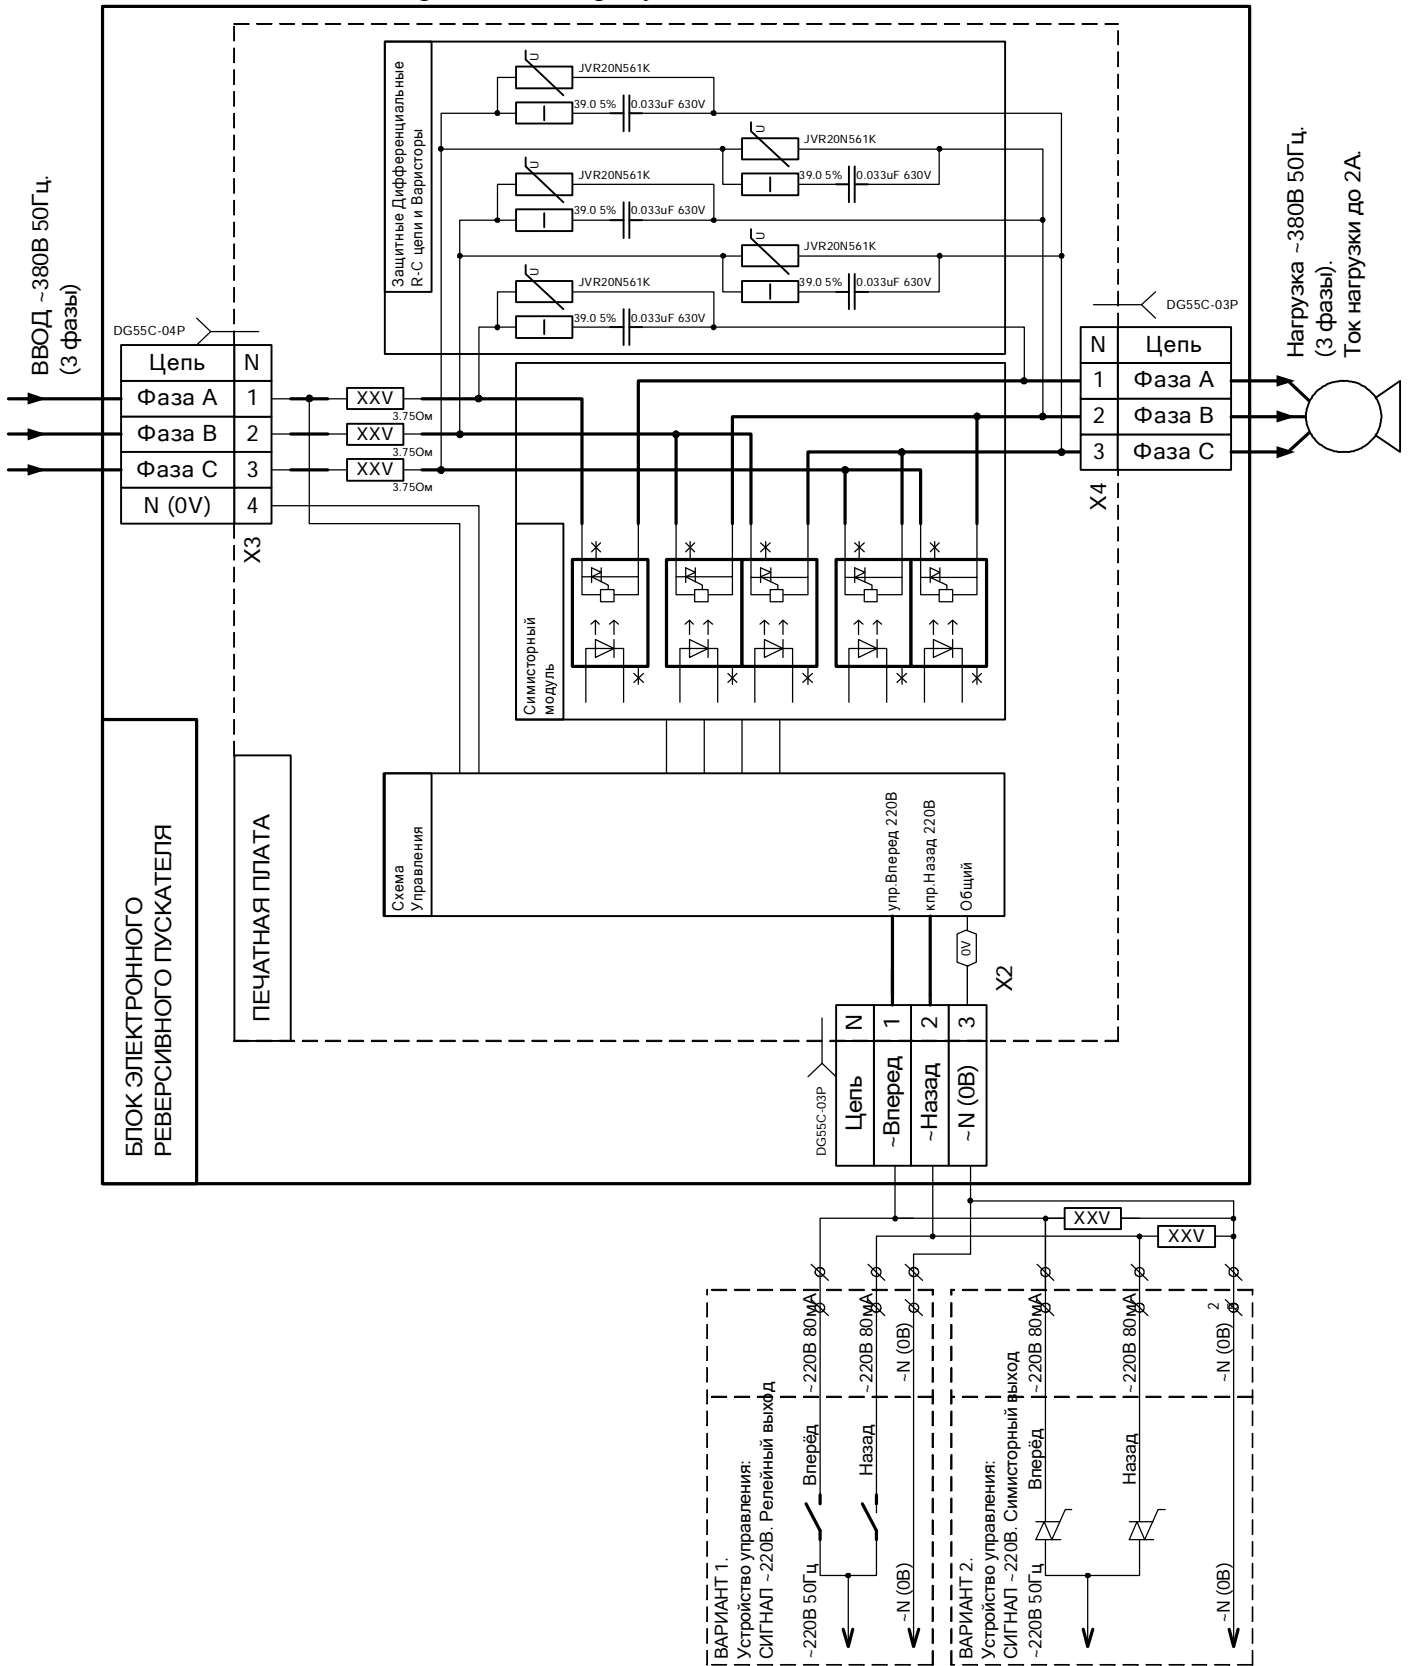 JVR20N561K
39.0 5%
0.033uF 630V
JVR20N561K
39.0 5%
0.033uF 630V
JVR20N561K
39.0 5%
0.033uF 630V
JVR20N561K
39.0 5%
0.033uF 630V
JVR20N561K
39.0 5%
0.033uF 630V
U
U
U
U
U
Защитные Дифференциальные
R-C цепи и Варисторы
ВВОД ~380В 50Гц.
(3 фазы)
DG55C-04P
Цепь N
Фаза А 1
Фаза В 2
Фаза С 3
N (0V) 4
X3
XXV
3.75Ом
XXV
3.75Ом
XXV
3.75Ом
Нагрузка ~380В 50Гц.
(3 фазы).
Ток нагрузки до 2А.
DG55C-03P
N Цепь
1 Фаза А
2 Фаза В
3 Фаза С
X4
Симисторный
модуль
Схема
Управления
упр.Вперед 220В
кпр.Назад 220В
Общий
0V
X2
БЛОК ЭЛЕКТРОННОГО
РЕВЕРСИВНОГО ПУСКАТЕЛЯ
ПЕЧАТНАЯ ПЛАТА
DG55C-03P
Цепь N
~Вперед 1
~Назад 2
~N (0В) 3
XXV
XXV
~220В 80мА
~220В 80мА
~N (0В)
~220В 80мА
~220В 80мА
2
~N (0В)
ВАРИАНТ 1.
Устройство управления:
СИГНАЛ ~220В. Релейный выход
~220В 50Гц
Вперёд
Назад
~N (0В)
ВАРИАНТ 2.
Устройство управления:
СИГНАЛ ~220В. Симисторный выход
~220В 50Гц
Вперёд
Назад
~N (0В)